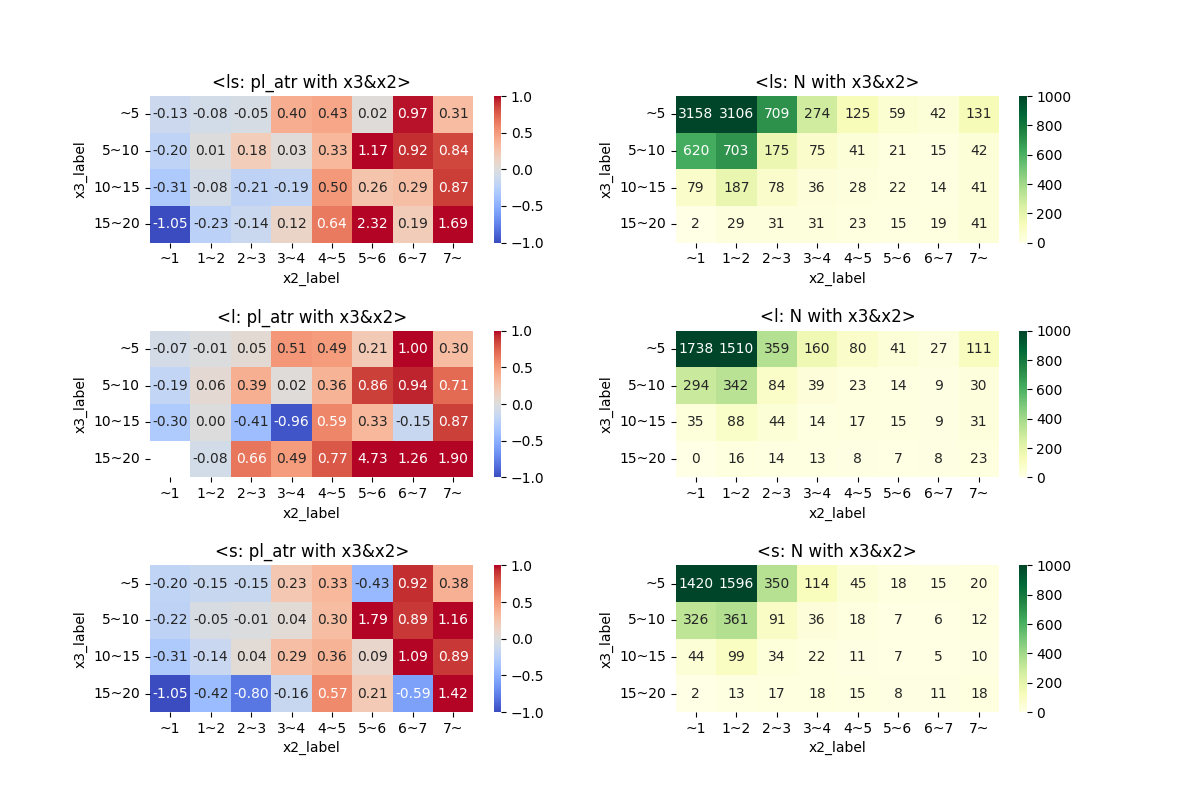 <ls: pl_atr with x3&x2>
x3_label
~5 -0.13 -0.08 -0.05 0.40 0.43 0.02 0.97 0.31
5~10 -0.20 0.01 0.18 0.03 0.33 1.17 0.92 0.84
10~15 -0.31 -0.08 -0.21 -0.19 0.50 0.26 0.29 0.87
15~20 -1.05 -0.23 -0.14 0.12 0.64 2.32 0.19 1.69
~1 1~2 2~3 3~4 4~5 5~6 6~7 7~
x2_label
1.0
0.5
0.0
−0.5
−1.0
<ls: N with x3&x2>
x3_label
~5 3158 3106 709 274 125 59 42 131
5~10 620 703 175 75 41 21 15 42
10~15 79 187 78 36 28 22 14 41
15~20 2 29 31 31 23 15 19 41
~1 1~2 2~3 3~4 4~5 5~6 6~7 7~
x2_label
1000
800
600
400
200
0
<l: pl_atr with x3&x2>
x3_label
~5 -0.07 -0.01 0.05 0.51 0.49 0.21 1.00 0.30
5~10 -0.19 0.06 0.39 0.02 0.36 0.86 0.94 0.71
10~15 -0.30 0.00 -0.41 -0.96 0.59 0.33 -0.15 0.87
15~20 -0.08 0.66 0.49 0.77 4.73 1.26 1.90
~1 1~2 2~3 3~4 4~5 5~6 6~7 7~
x2_label
1.0
0.5
0.0
−0.5
−1.0
<l: N with x3&x2>
x3_label
~5 1738 1510 359 160 80 41 27 111
5~10 294 342 84 39 23 14 9 30
10~15 35 88 44 14 17 15 9 31
15~20 0 16 14 13 8 7 8 23
~1 1~2 2~3 3~4 4~5 5~6 6~7 7~
x2_label
1000
800
600
400
200
0
<s: pl_atr with x3&x2>
x3_label
~5 -0.20 -0.15 -0.15 0.23 0.33 -0.43 0.92 0.38
5~10 -0.22 -0.05 -0.01 0.04 0.30 1.79 0.89 1.16
10~15 -0.31 -0.14 0.04 0.29 0.36 0.09 1.09 0.89
15~20 -1.05 -0.42 -0.80 -0.16 0.57 0.21 -0.59 1.42
~1 1~2 2~3 3~4 4~5 5~6 6~7 7~
x2_label
1.0
0.5
0.0
−0.5
−1.0
<s: N with x3&x2>
x3_label
~5 1420 1596 350 114 45 18 15 20
5~10 326 361 91 36 18 7 6 12
10~15 44 99 34 22 11 7 5 10
15~20 2 13 17 18 15 8 11 18
~1 1~2 2~3 3~4 4~5 5~6 6~7 7~
x2_label
1000
800
600
400
200
0